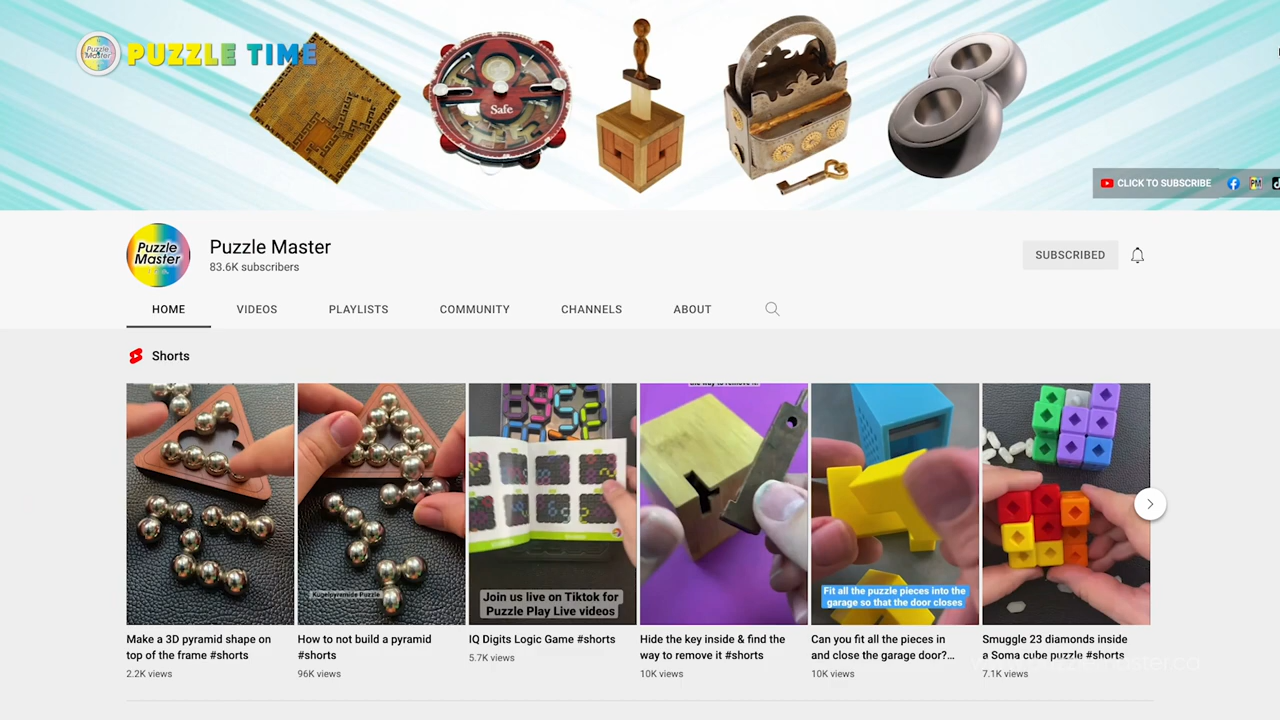 Puzzle
Master
PUZZLE TIME
Safe
CLICK TO SUBSCRIBE
PM
Puzzle
Master
Puzzle Master
83.6K subscribers
SUBSCRIBED
HOME
VIDEOS
PLAYLISTS
COMMUNITY
CHANNELS
ABOUT
Shorts
Kugelpyramide Puzzle
Join us live on Tiktok for
Puzzle Play Live videos
the way to remove it!
Fit all the puzzle pieces into the
garage so that the door closes
Make a 3D pyramid shape on
top of the frame #shorts
2.2K views
How to not build a pyramid
#shorts
96K views
IQ Digits Logic Game #shorts
5.7K views
Hide the key inside & find the
way to remove it #shorts
10K views
Can you fit all the pieces in
and close the garage door?...
10K views
Smuggle 23 diamonds inside
a Soma cube puzzle #shorts
7.1K views